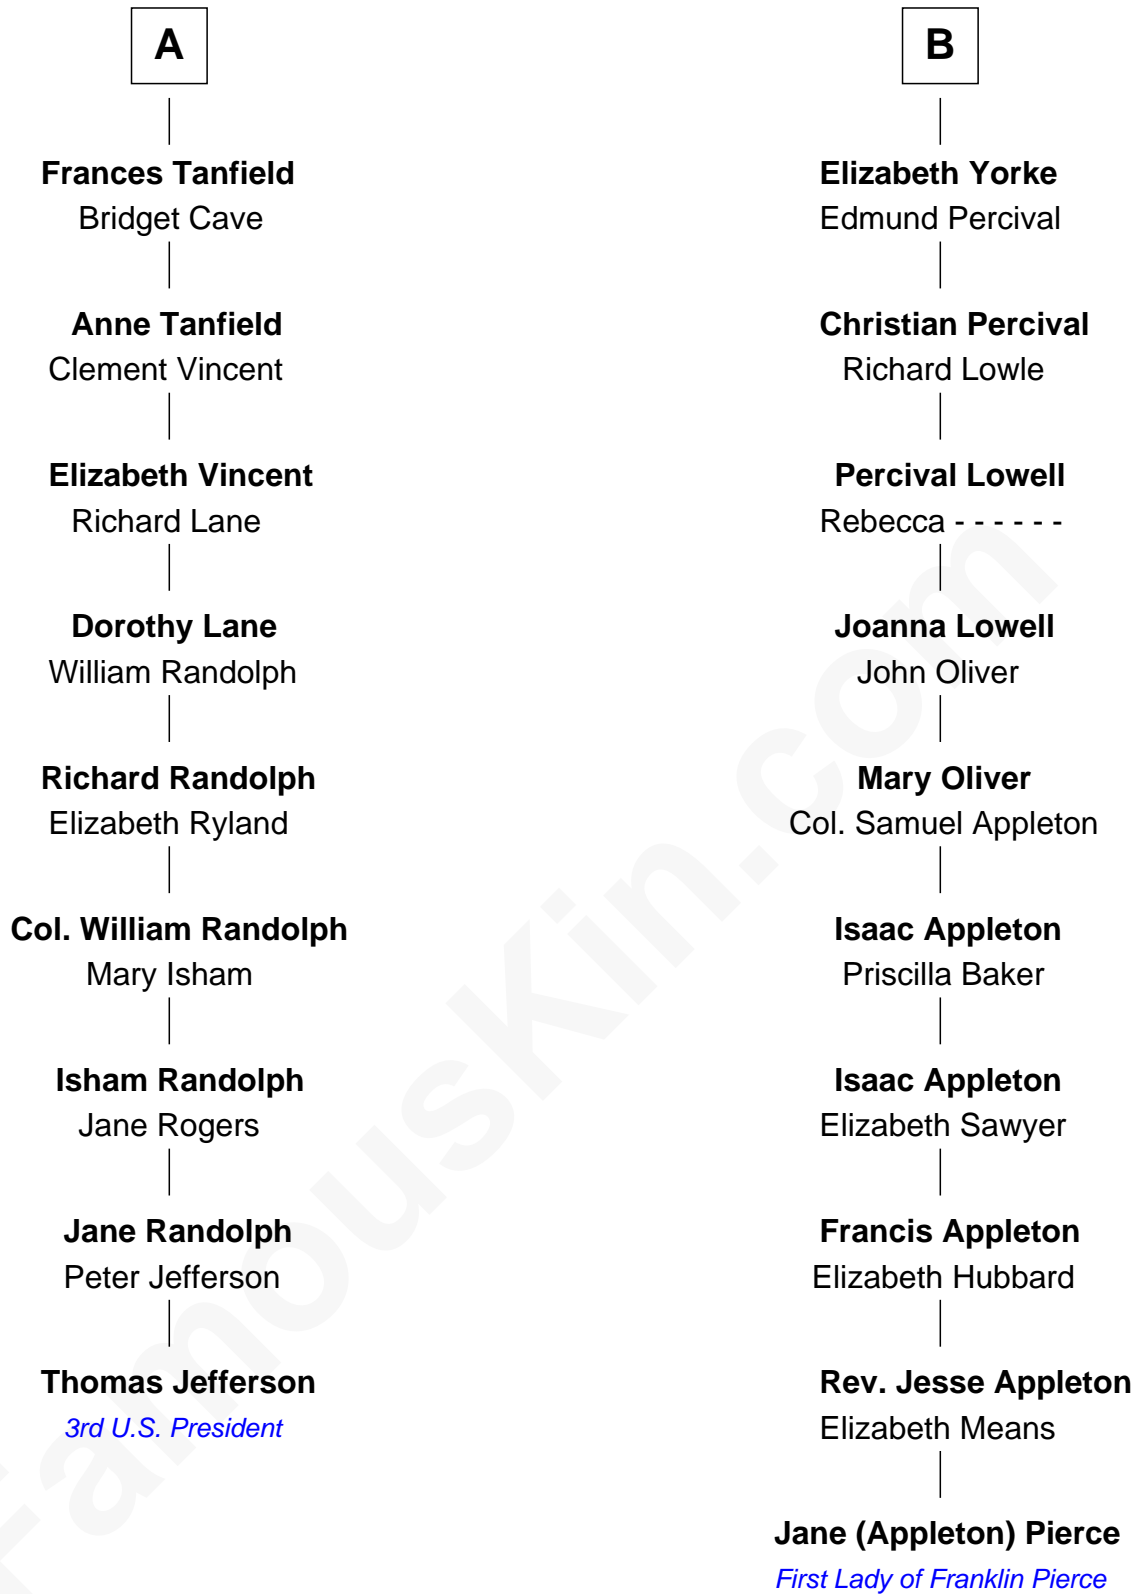 A
Frances Tanfield
Bridget Cave
Anne Tanfield
Clement Vincent
Elizabeth Vincent
Richard Lane
Dorothy Lane
William Randolph
Richard Randolph
Elizabeth Ryland
Col. William Randolph
Mary Isham
Isham Randolph
Jane Rogers
Jane Randolph
Peter Jefferson
Thomas Jefferson
3rd U.S. President
B
Elizabeth Yorke
Edmund Percival
Christian Percival
Richard Lowle
Percival Lowell
Rebecca - - - - - -
Joanna Lowell
John Oliver
Mary Oliver
Col. Samuel Appleton
Isaac Appleton
Priscilla Baker
Isaac Appleton
Elizabeth Sawyer
Francis Appleton
Elizabeth Hubbard
Rev. Jesse Appleton
Elizabeth Means
Jane (Appleton) Pierce
First Lady of Franklin Pierce
FamousKin.com